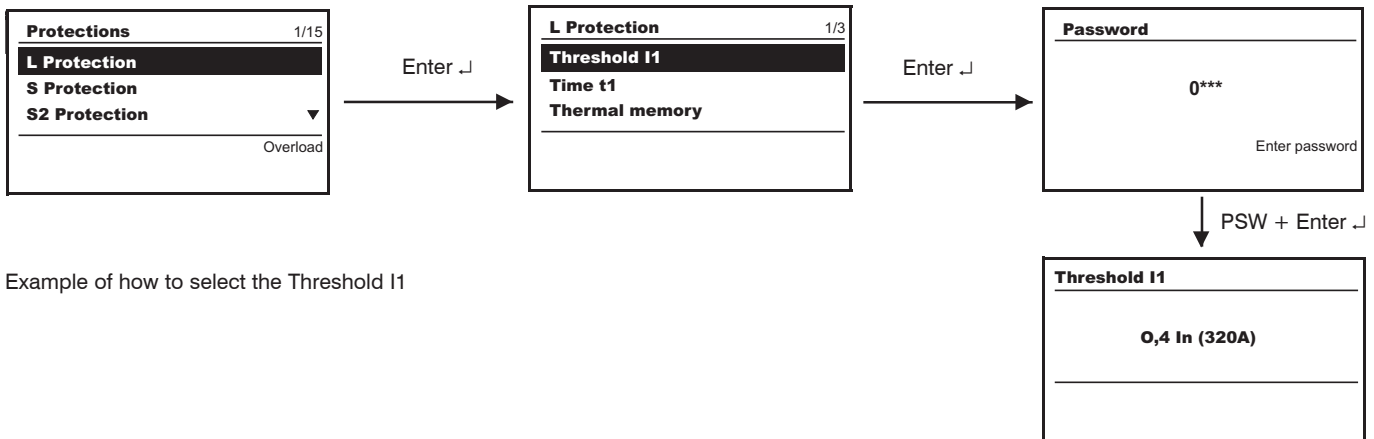 Protections 1/15
L Protection
S Protection
S2 Protection ▼
Overload
Enter ↵
L Protection 1/3
Threshold I1
Time t1
Thermal memory
Enter ↵
Password
0***
Enter password
PSW + Enter ↵
Threshold I1
O,4 In (320A)
Example of how to select the Threshold I1